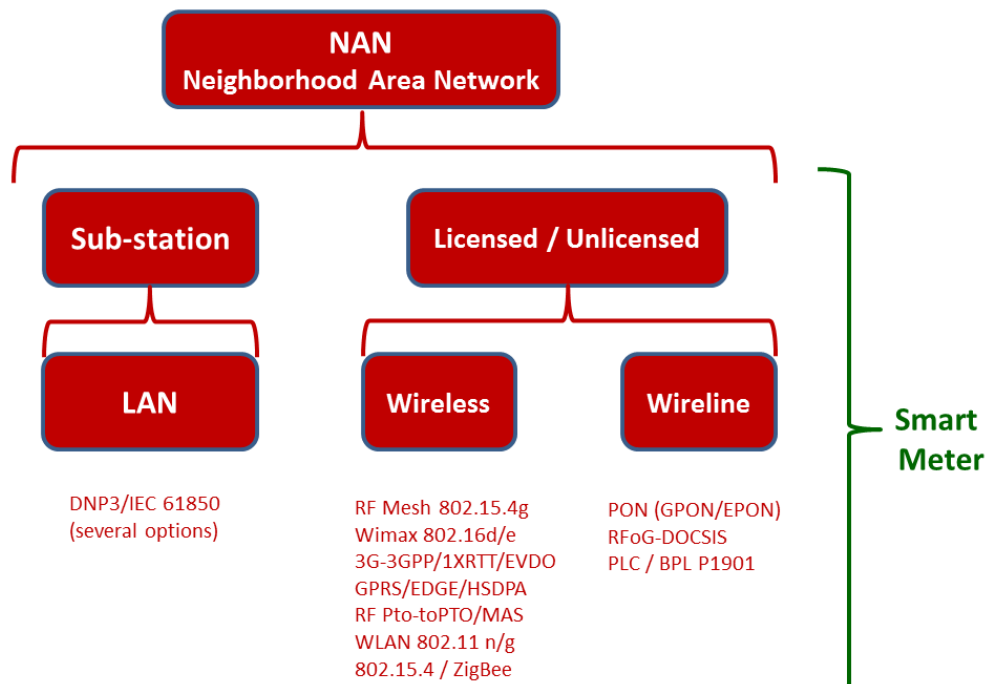 NAN
Neighborhood Area Network
Sub-station
Licensed / Unlicensed
LAN
Wireless
Wireline
Smart
Meter
DNP3/IEC 61850
(several options)
RF Mesh 802.15.4g
Wimax 802.16d/e
3G-3GPP/1XRTT/EVDO
GPRS/EDGE/HSDPA
RF Pto-toPTO/MAS
WLAN 802.11 n/g
802.15.4 / ZigBee
PON (GPON/EPON)
RFoG-DOCSIS
PLC / BPL P1901